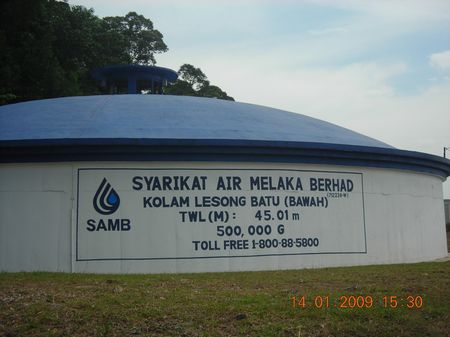 SYARIKAT AIR MELAKA BERHAD
(712228-W)
KOLAM LESONG BATU (BAWAH)
TWL(M): 45.01 m
500,000 G
TOLL FREE 1-800-88-5800
SAMB
14.01.2009 15:30